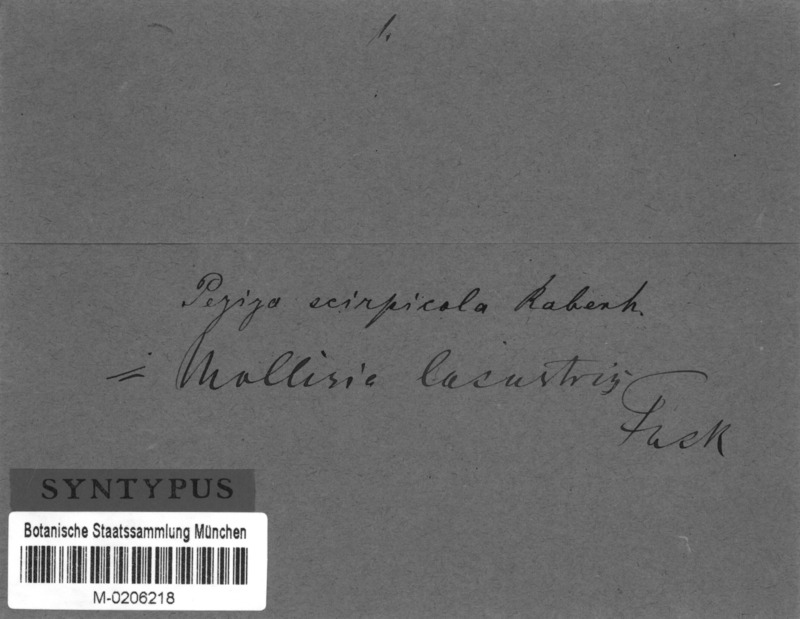 1.
Peziza scirpicola Rabenh.
= Mollisia lacustris
Fuck
SYNTYPUS
Botanische Staatssammlung München
M-0206218